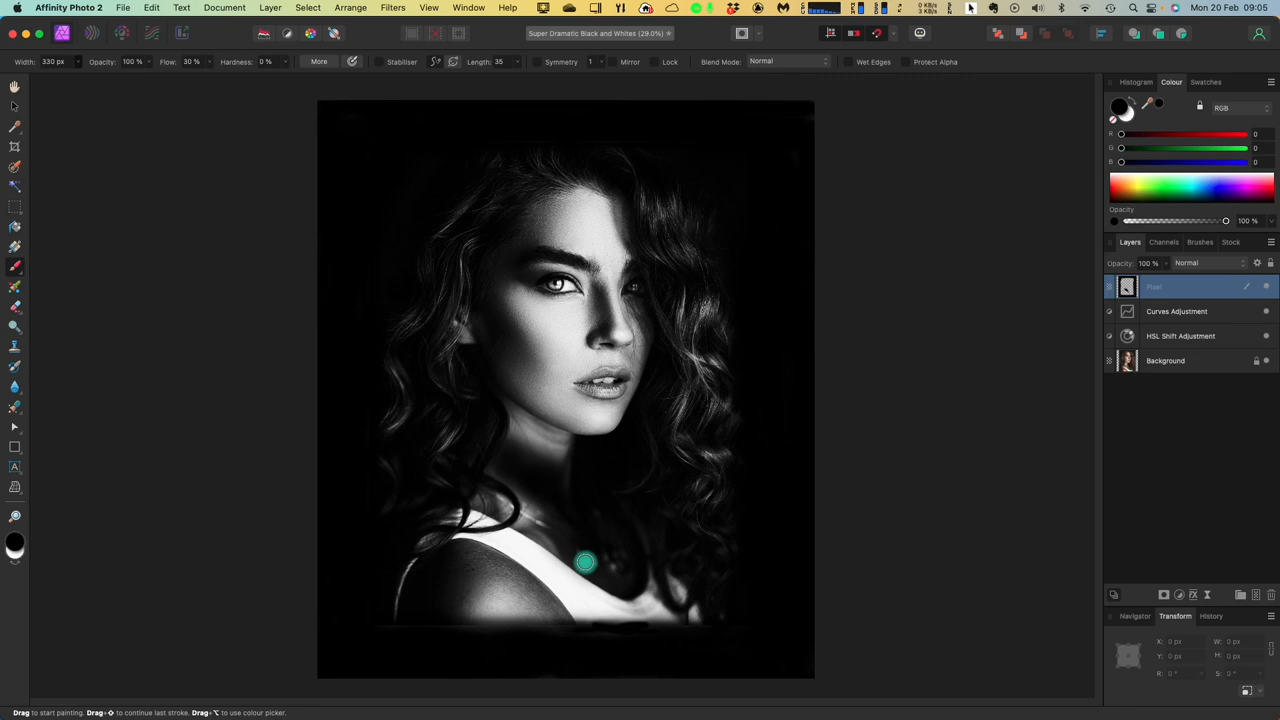 Affinity Photo 2 File Edit Text Document Layer Select Arrange Filters View Window Help 0 KB/s 3 KB/s Mon 20 Feb 09:05
Super Dramatic Black and Whites (29.0%)
Width: 330 px Opacity: 100 % Flow: 30 % Hardness: 0 % More Stabiliser Length: 35 Symmetry 1 Mirror Lock Blend Mode: Normal Wet Edges Protect Alpha
Histogram Colour Swatches
RGB
R 0
G 0
B 0
Opacity
100 %
Layers Channels Brushes Stock
Opacity: 100 % Normal
Pixel
Curves Adjustment
HSL Shift Adjustment
Background
A
Navigator Transform History
X: 0 px W: 0 px
Y: 0 px H: 0 px
R: 0 ° S: 0 °
Drag to start painting. Drag+⇧ to continue last stroke. Drag+⌥ to use colour picker.